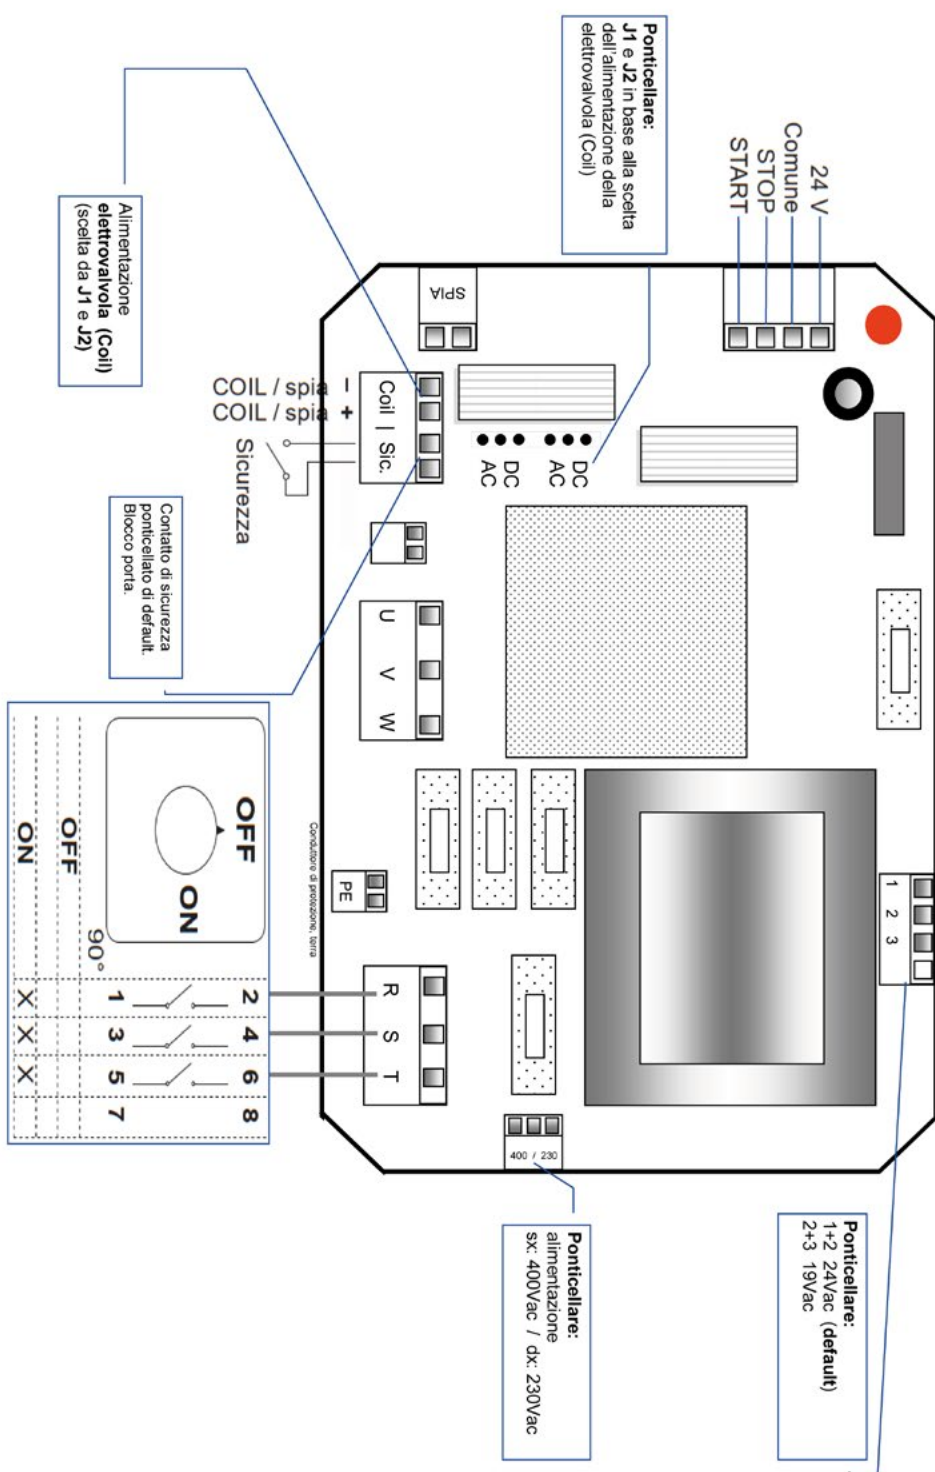 Ponticellare:
J1 e J2 in base alla scelta
dell'alimentazione della
elettrovalvola (Coil)
24 V
Comune
STOP
START
Alimentazione
elettrovalvola (Coil)
(scelta da J1 e J2)
SPIA
COIL / spia -
COIL / spia +
Sicurezza
Coil | Sic.
DC
AC
DC
AC
Contatto di sicurezza
ponticellato di default.
Blocco porta.
U V W
Conduttore di protezione, terra
PE
R S T
1 2 3
400 / 230
OFF
ON
90°
OFF
ON
2 4 6 8
1 3 5 7
X X X
Ponticellare:
alimentazione
sx: 400Vac / dx: 230Vac
Ponticellare:
1+2 24Vac (default)
2+3 19Vac